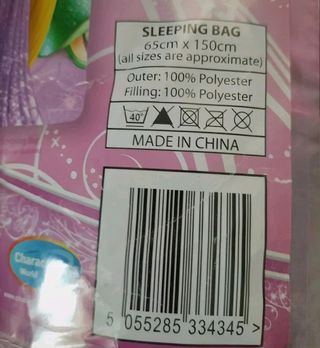 SLEEPING BAG
65cm x 150cm
(all sizes are approximate)
Outer: 100% Polyester
Filling: 100% Polyester
40°
MADE IN CHINA
World
5 055285 334345 >